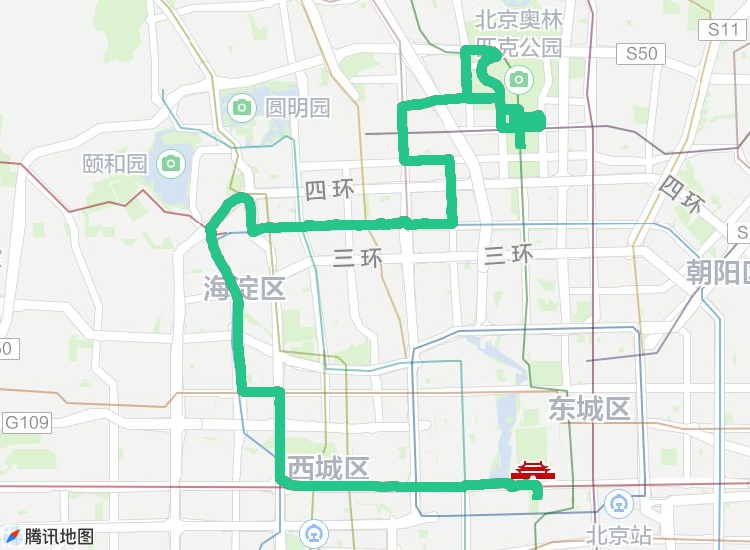 北京奥林
匹克公园
S11
S50
圆明园
颐和园
四环
四环
S
三环
三环
朝阳区
海淀区
50
东城区
G109
西城区
北京站
腾讯地图